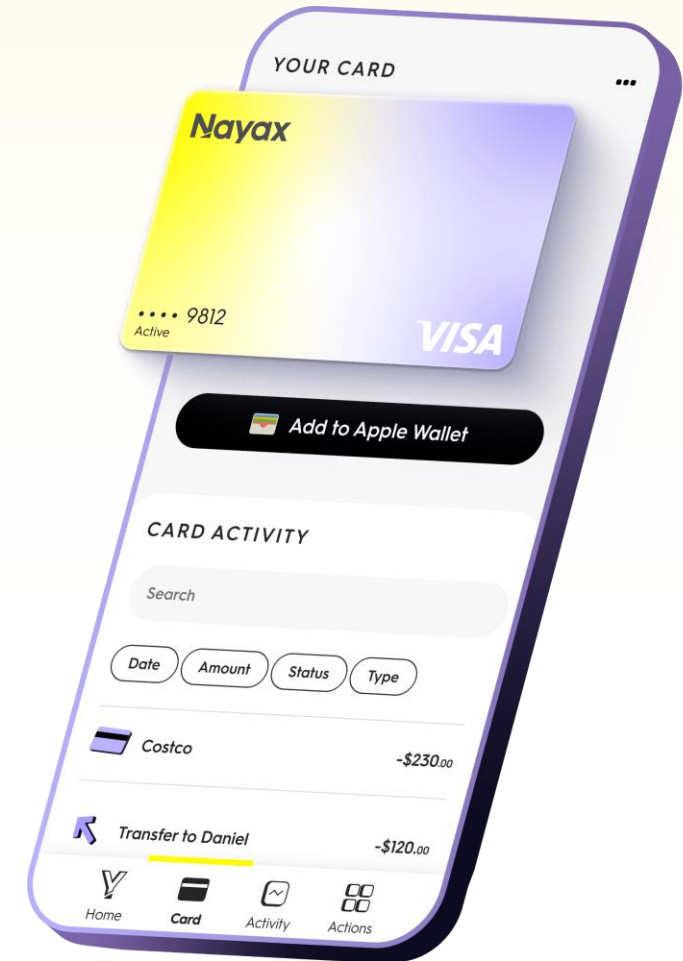 YOUR CARD
Nayax
•••• 9812
Active
VISA
Add to Apple Wallet
CARD ACTIVITY
Search
Date Amount Status Type
Costco -$230.00
Transfer to Daniel -$120.00
Home Card Activity Actions